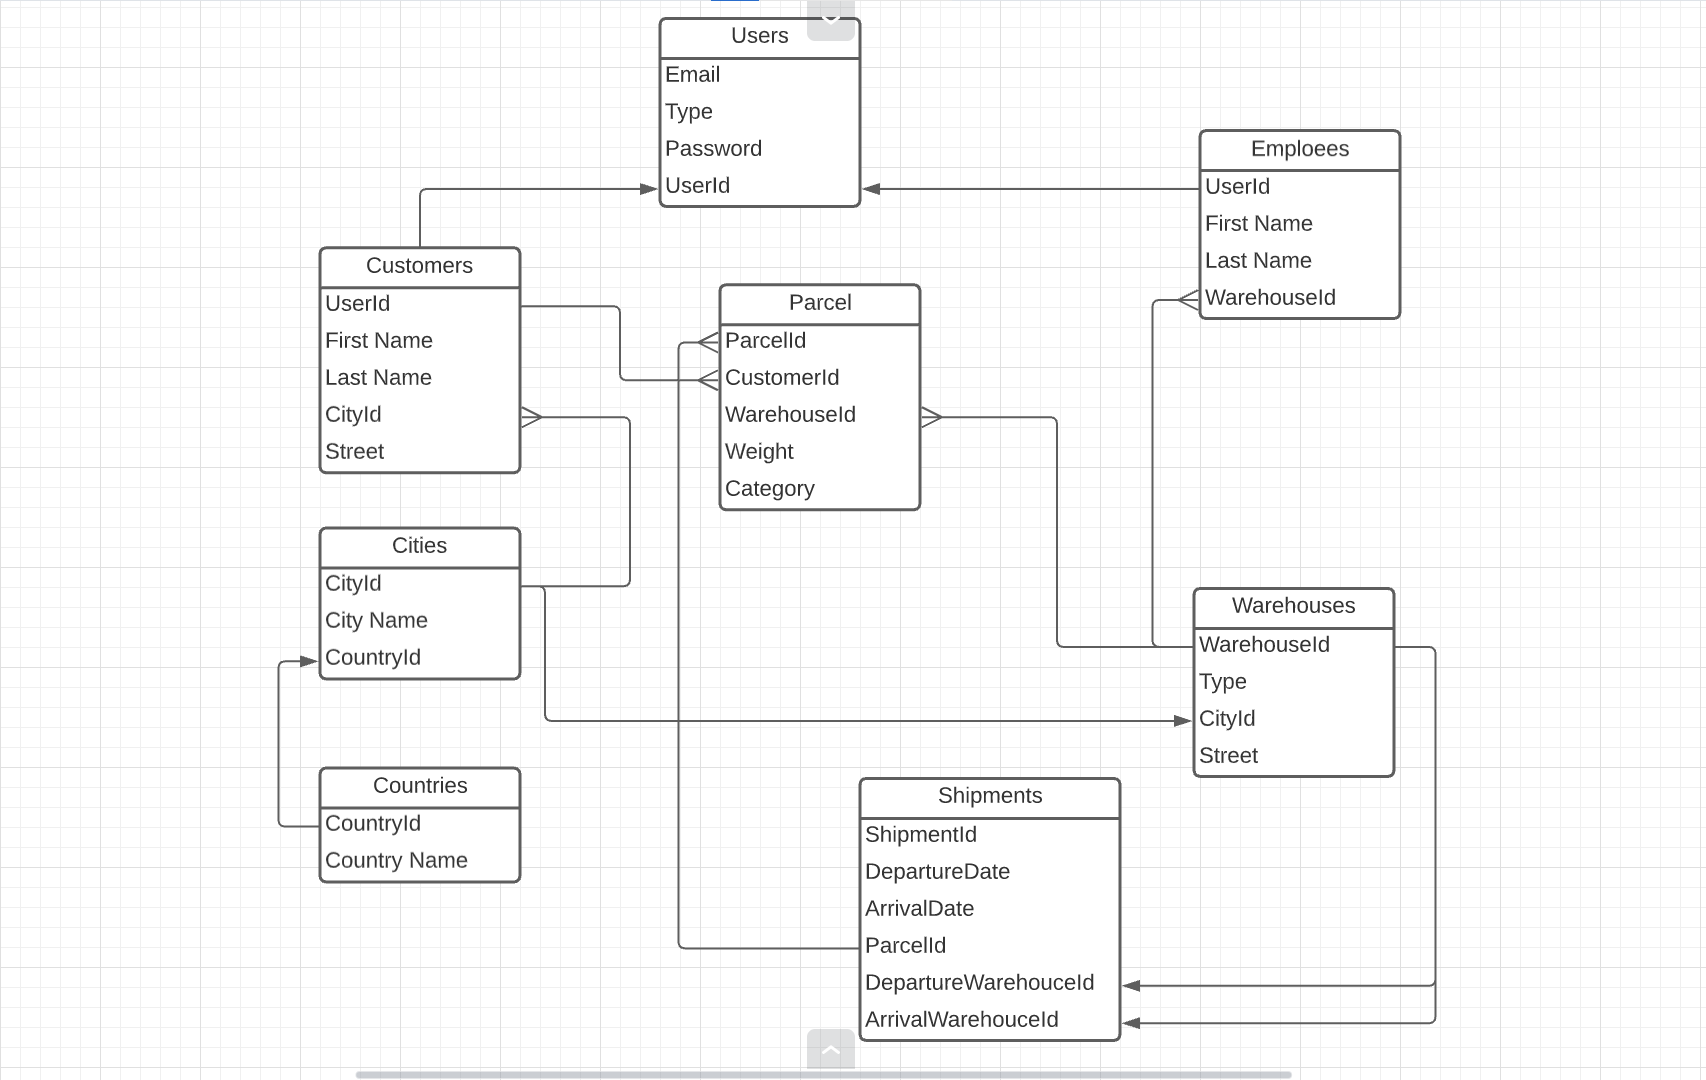 Users
Email
Type
Password
UserId
Emploees
UserId
First Name
Last Name
WarehouseId
Customers
UserId
First Name
Last Name
CityId
Street
Parcel
ParcelId
CustomerId
WarehouseId
Weight
Category
Cities
CityId
City Name
CountryId
Warehouses
WarehouseId
Type
CityId
Street
Countries
CountryId
Country Name
Shipments
ShipmentId
DepartureDate
ArrivalDate
ParcelId
DepartureWarehouceId
ArrivalWarehouceId